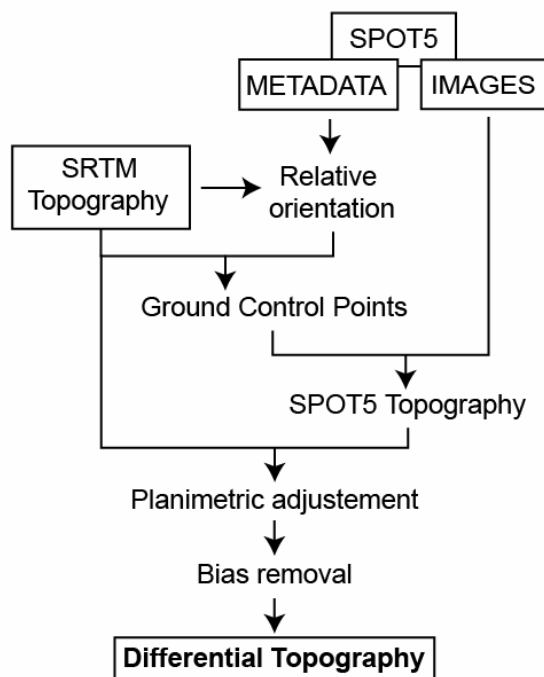 SPOT5
METADATA
IMAGES
SRTM
Topography
Relative
orientation
Ground Control Points
SPOT5 Topography
Planimetric adjustement
Bias removal
Differential Topography